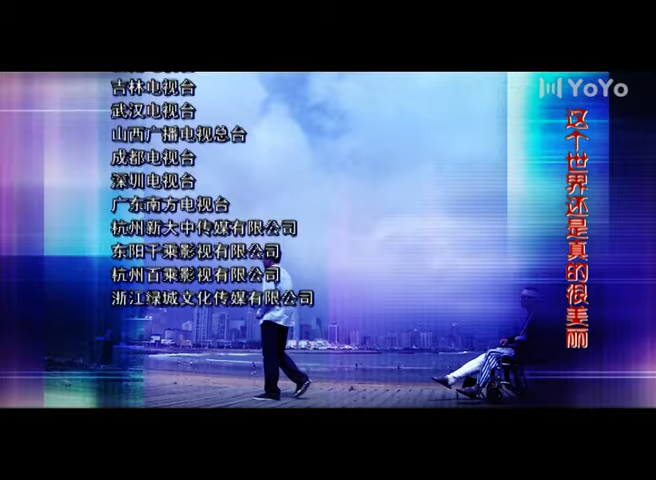 吉林电视台
武汉电视台
山西广播电视总台
成都电视台
深圳电视台
广东南方电视台
杭州新大中传媒有限公司
东阳千乘影视有限公司
杭州百乘影视有限公司
浙江绿城文化传媒有限公司
YoYo
这个世界还是真的很美丽